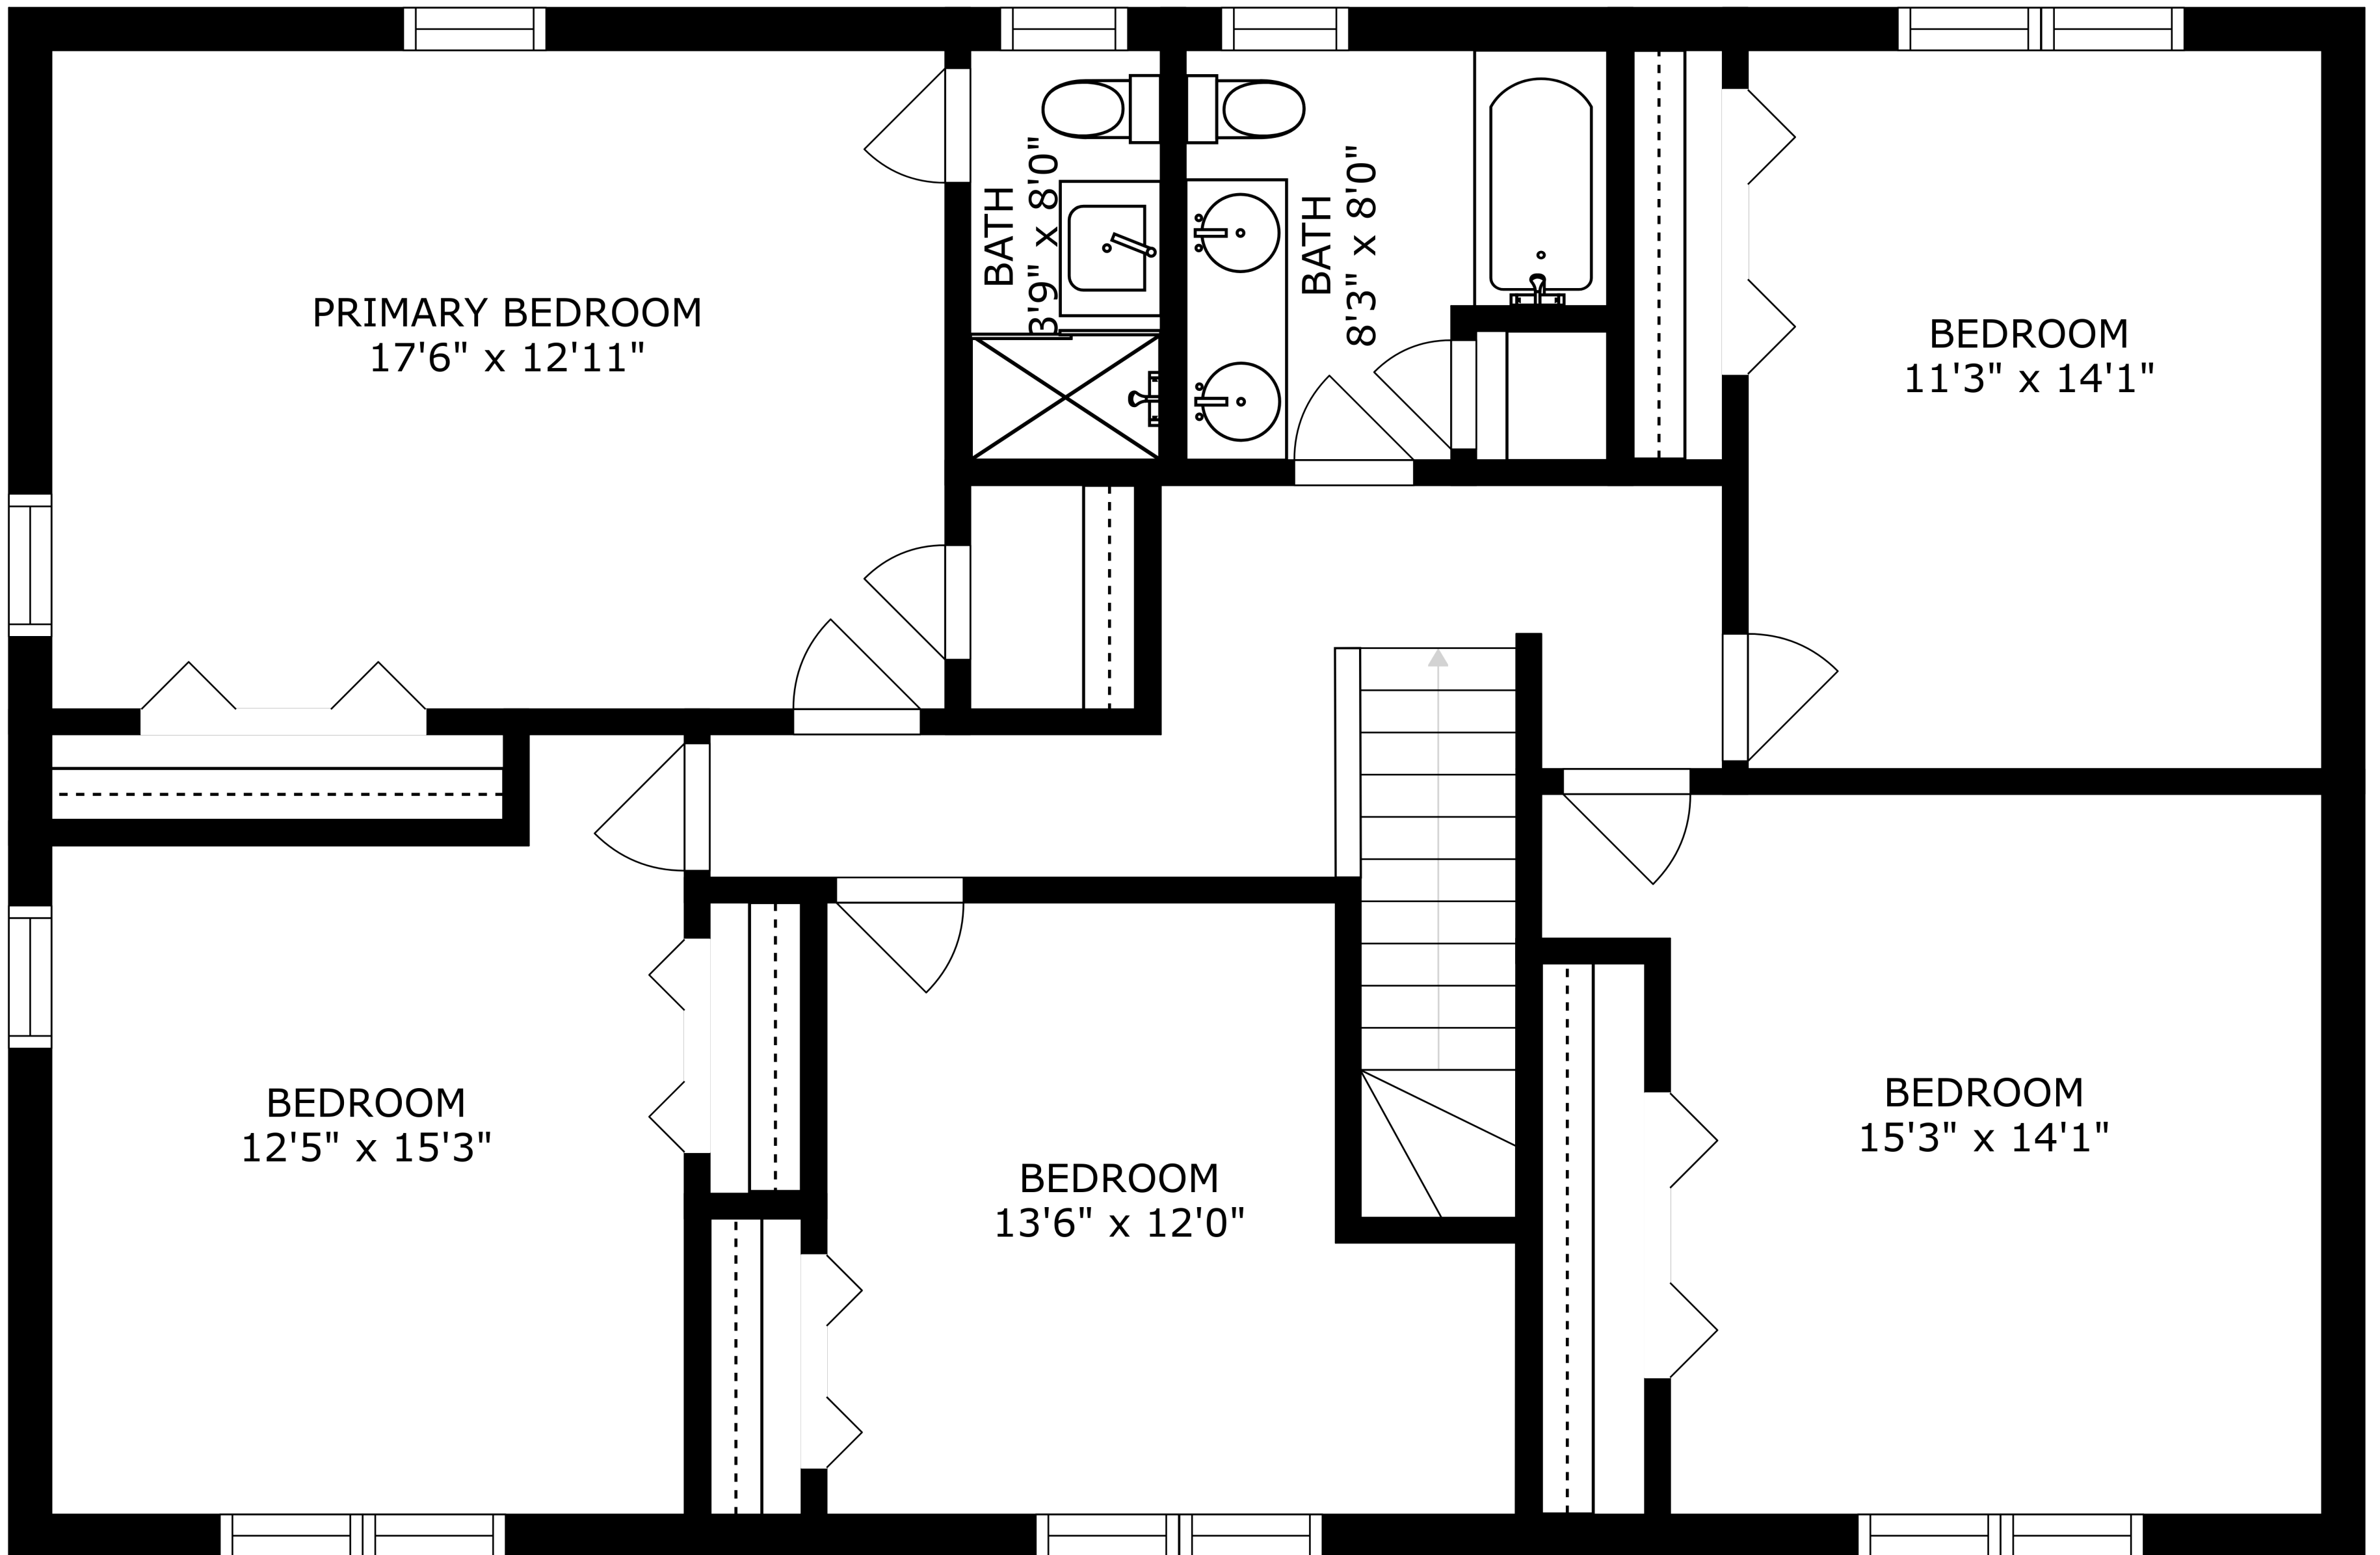 PRIMARY BEDROOM
17'6" x 12'11"
BATH
3'9" x 8'0"
BATH
8'3" x 8'0"
BEDROOM
11'3" x 14'1"
BEDROOM
12'5" x 15'3"
BEDROOM
13'6" x 12'0"
BEDROOM
15'3" x 14'1"